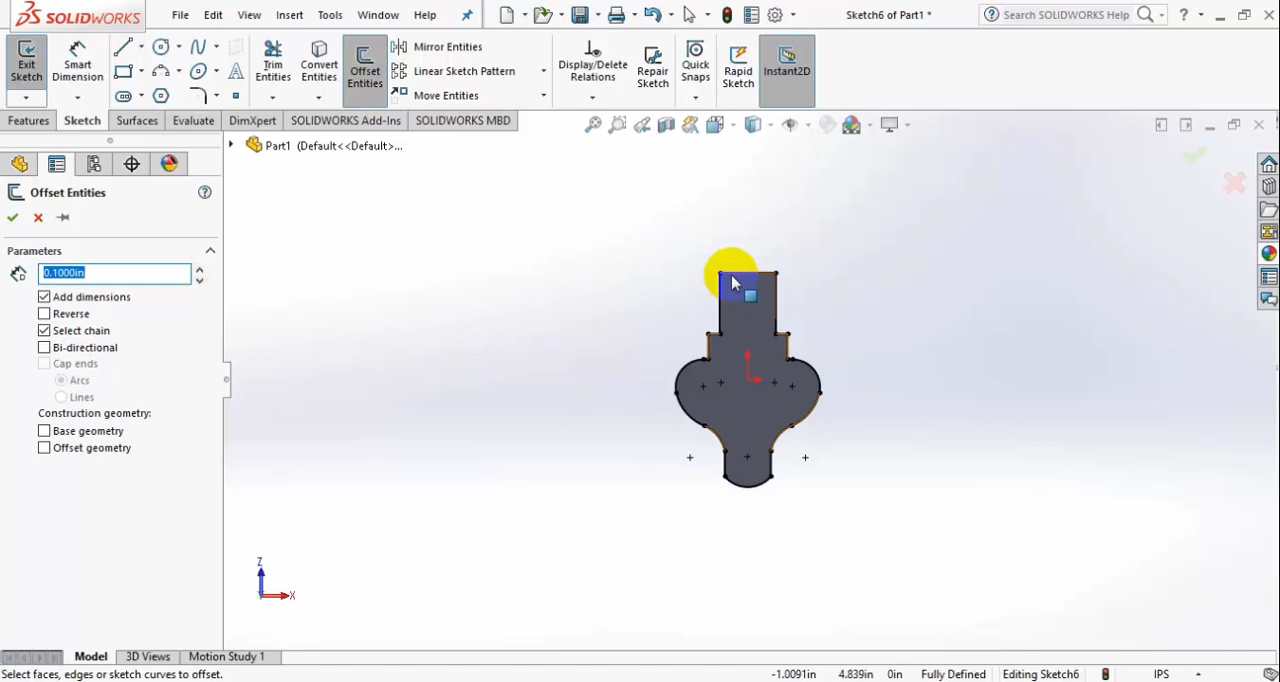 SOLIDWORKS File Edit View Insert Tools Window Help Sketch6 of Part1 * Search SOLIDWORKS Help ?
Exit Sketch Smart Dimension Trim Entities Convert Entities Offset Entities Mirror Entities Linear Sketch Pattern Move Entities Display/Delete Relations Repair Sketch Quick Snaps Rapid Sketch Instant2D
Features Sketch Surfaces Evaluate DimXpert SOLIDWORKS Add-Ins SOLIDWORKS MBD
Part1 (Default<<Default>...
Offset Entities ?
Parameters
0.1000in
Add dimensions
Reverse
Select chain
Bi-directional
Cap ends
Arcs
Lines
Construction geometry:
Base geometry
Offset geometry
Z
X
Model 3D Views Motion Study 1
Select faces, edges or sketch curves to offset. -1.0091in 4.839in 0in Fully Defined Editing Sketch6 IPS